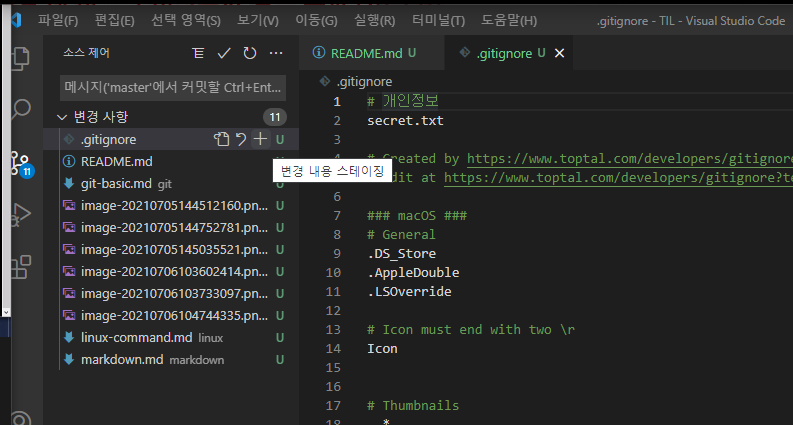 파일(F) 편집(E) 선택 영역(S) 보기(V) 이동(G) 실행(R) 터미널(T) 도움말(H) .gitignore - TIL - Visual Studio Code
소스 제어
메시지('master'에서 커밋할 Ctrl+Ent...
변경 사항 11
.gitignore U
README.md
변경 내용 스테이징
git-basic.md git U
image-20210705144512160.pn... U
image-20210705144752781.pn... U
image-20210705145035521.pn... U
image-20210706103602414.pn... U
image-20210706103733097.pn... U
image-20210706104744335.pn... U
linux-command.md linux U
markdown.md markdown U
11
README.md U
.gitignore U
.gitignore
1 # 개인정보
2 secret.txt
3
4 # Created by https://www.toptal.com/developers/gitignore
dit at https://www.toptal.com/developers/gitignore?te
6
7 ### macOS ###
8 # General
9 .DS_Store
10 .AppleDouble
11 .LSOverride
12
13 # Icon must end with two \r
14 Icon
15
16
17 # Thumbnails
18 ._*